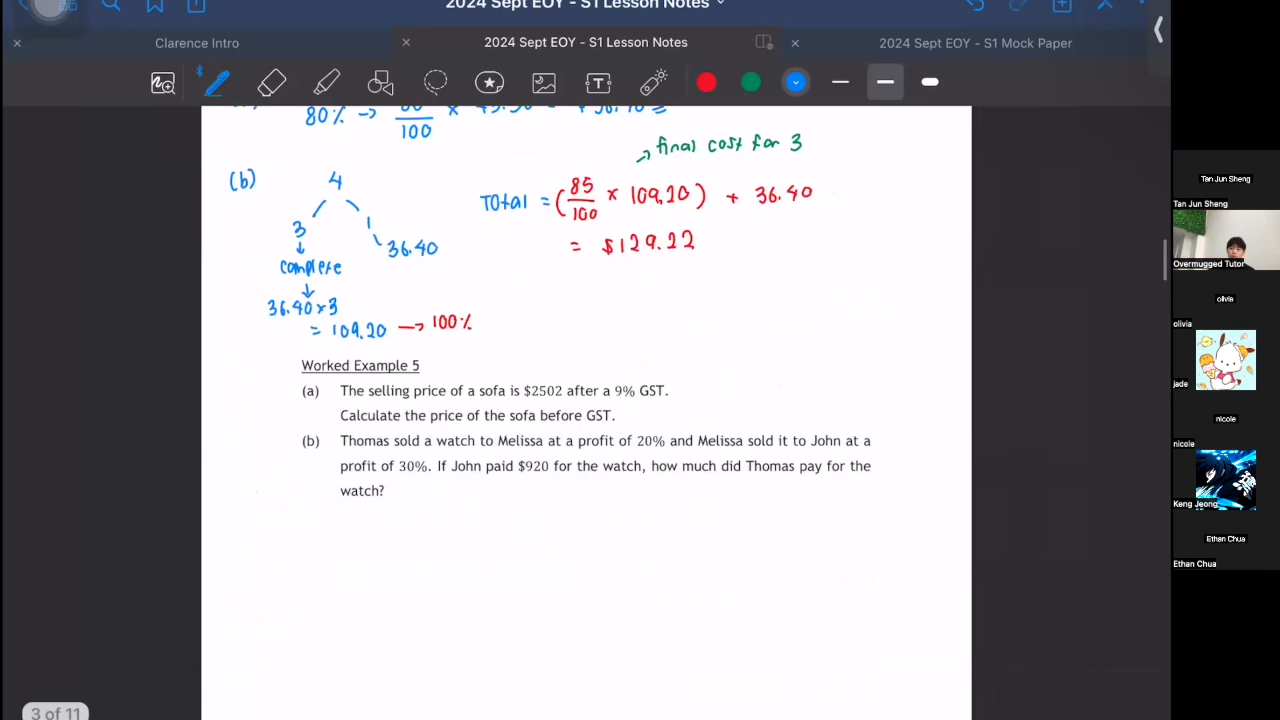 2024 Sept EOY - S1 Lesson Notes
Clarence Intro
2024 Sept EOY - S1 Lesson Notes
2024 Sept EOY - S1 Mock Paper
80% → /100 × = 36.40
→ final cost for 3
(b) 4
Total = (85/100 × 109.20) + 36.40
3 1
= $129.22
36.40
complete
36.40 x 3
= 109.20 → 100%
Worked Example 5
(a) The selling price of a sofa is $2502 after a 9% GST.
Calculate the price of the sofa before GST.
(b) Thomas sold a watch to Melissa at a profit of 20% and Melissa sold it to John at a
profit of 30%. If John paid $920 for the watch, how much did Thomas pay for the
watch?
3 of 11
Tan Jun Sheng
Tan Jun Sheng
Overmugged Tutor
olivia
olivia
jade
nicole
nicole
Keng Jeong
Ethan Chua
Ethan Chua